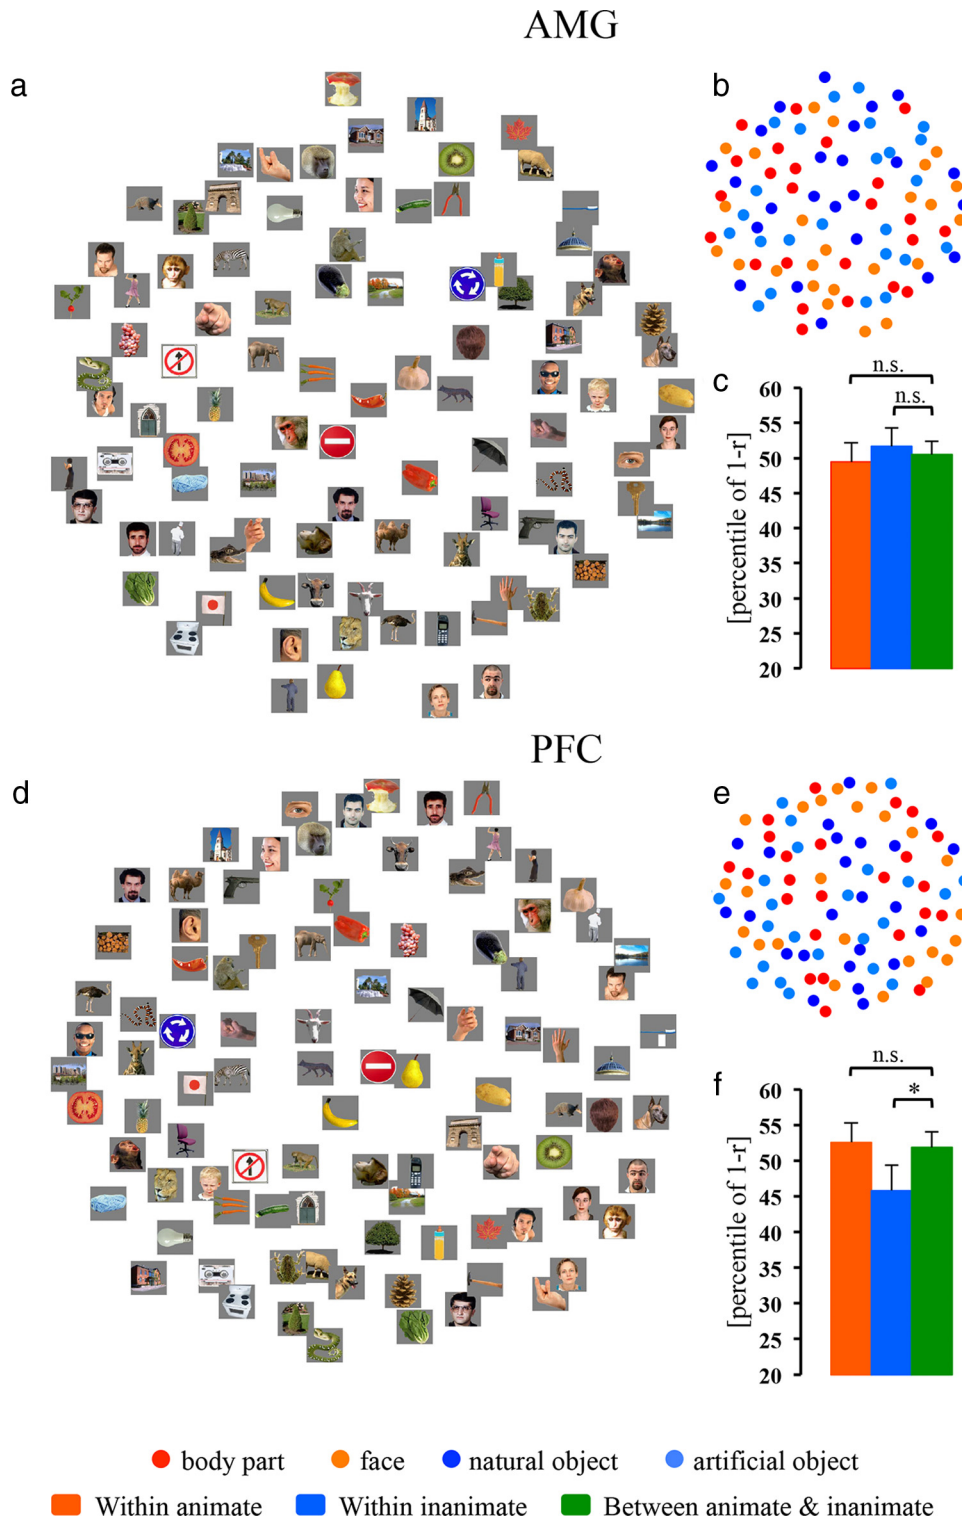 AMG
a
b
c
n.s.
n.s.
60
55
50
45
40
35
30
25
20
[percentile of 1-r]
PFC
d
e
f
n.s.
*
60
55
50
45
40
35
30
25
20
[percentile of 1-r]
body part
face
natural object
artificial object
Within animate
Within inanimate
Between animate & inanimate